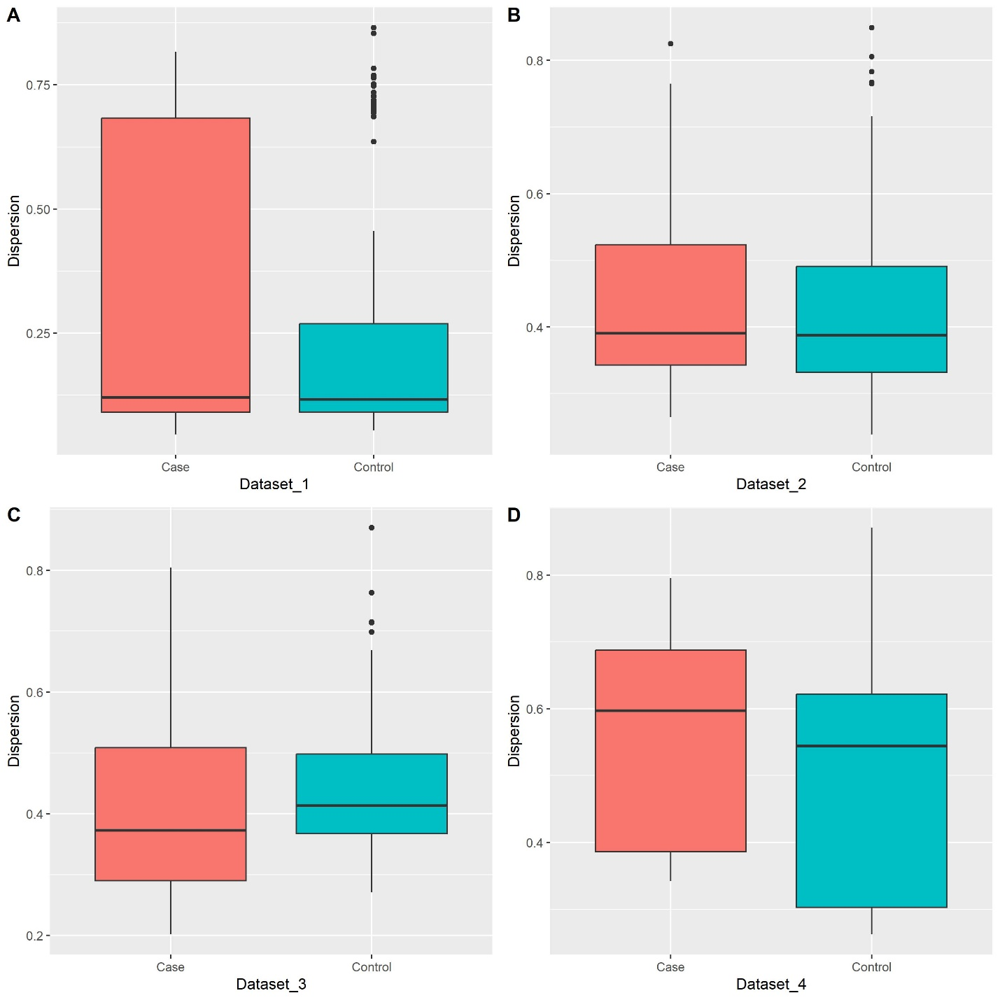 A
Dispersion
0.75
0.50
0.25
Case Control
Dataset_1
B
Dispersion
0.8
0.6
0.4
Case Control
Dataset_2
C
Dispersion
0.8
0.6
0.4
0.2
Case Control
Dataset_3
D
Dispersion
0.8
0.6
0.4
Case Control
Dataset_4